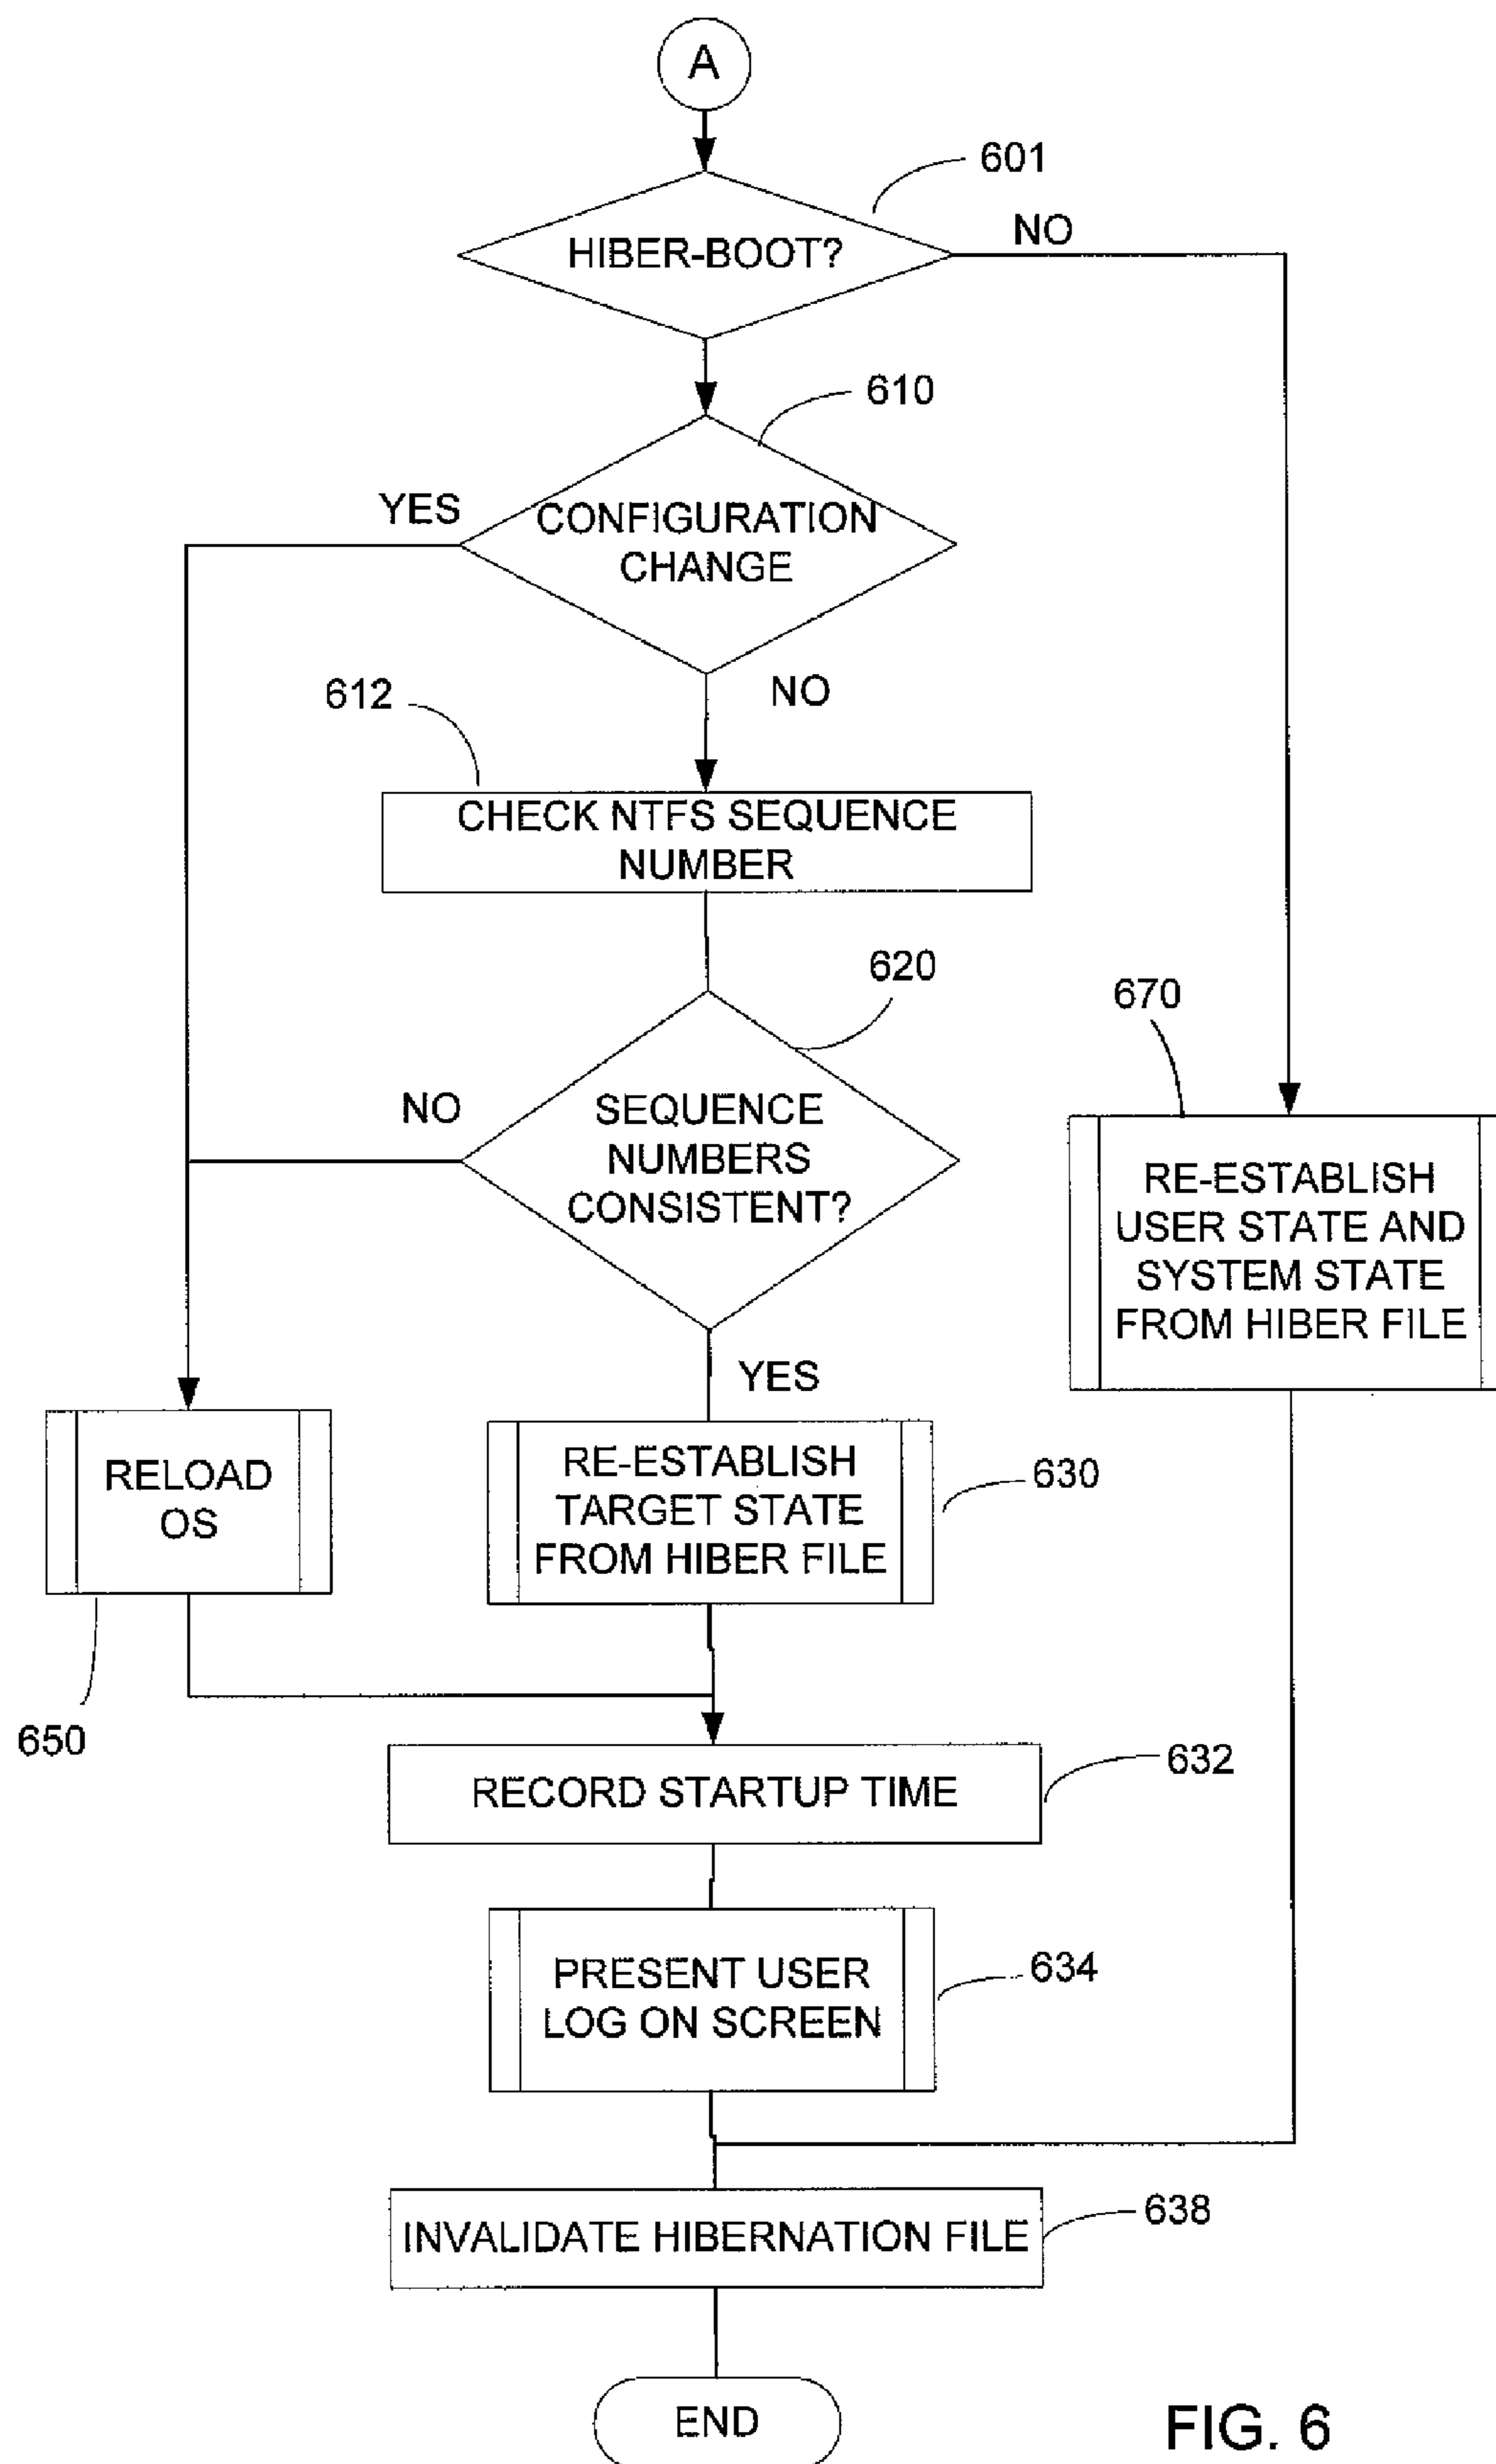 A
601
HIBER-BOOT?
NO
610
YES
CONFIGURATION
CHANGE
NO
612
CHECK NTFS SEQUENCE
NUMBER
620
670
NO
SEQUENCE
NUMBERS
CONSISTENT?
RE-ESTABLISH
USER STATE AND
SYSTEM STATE
FROM HIBER FILE
YES
RELOAD
OS
RE-ESTABLISH
TARGET STATE
FROM HIBER FILE
630
650
RECORD STARTUP TIME
632
PRESENT USER
LOG ON SCREEN
634
INVALIDATE HIBERNATION FILE
638
END
FIG. 6